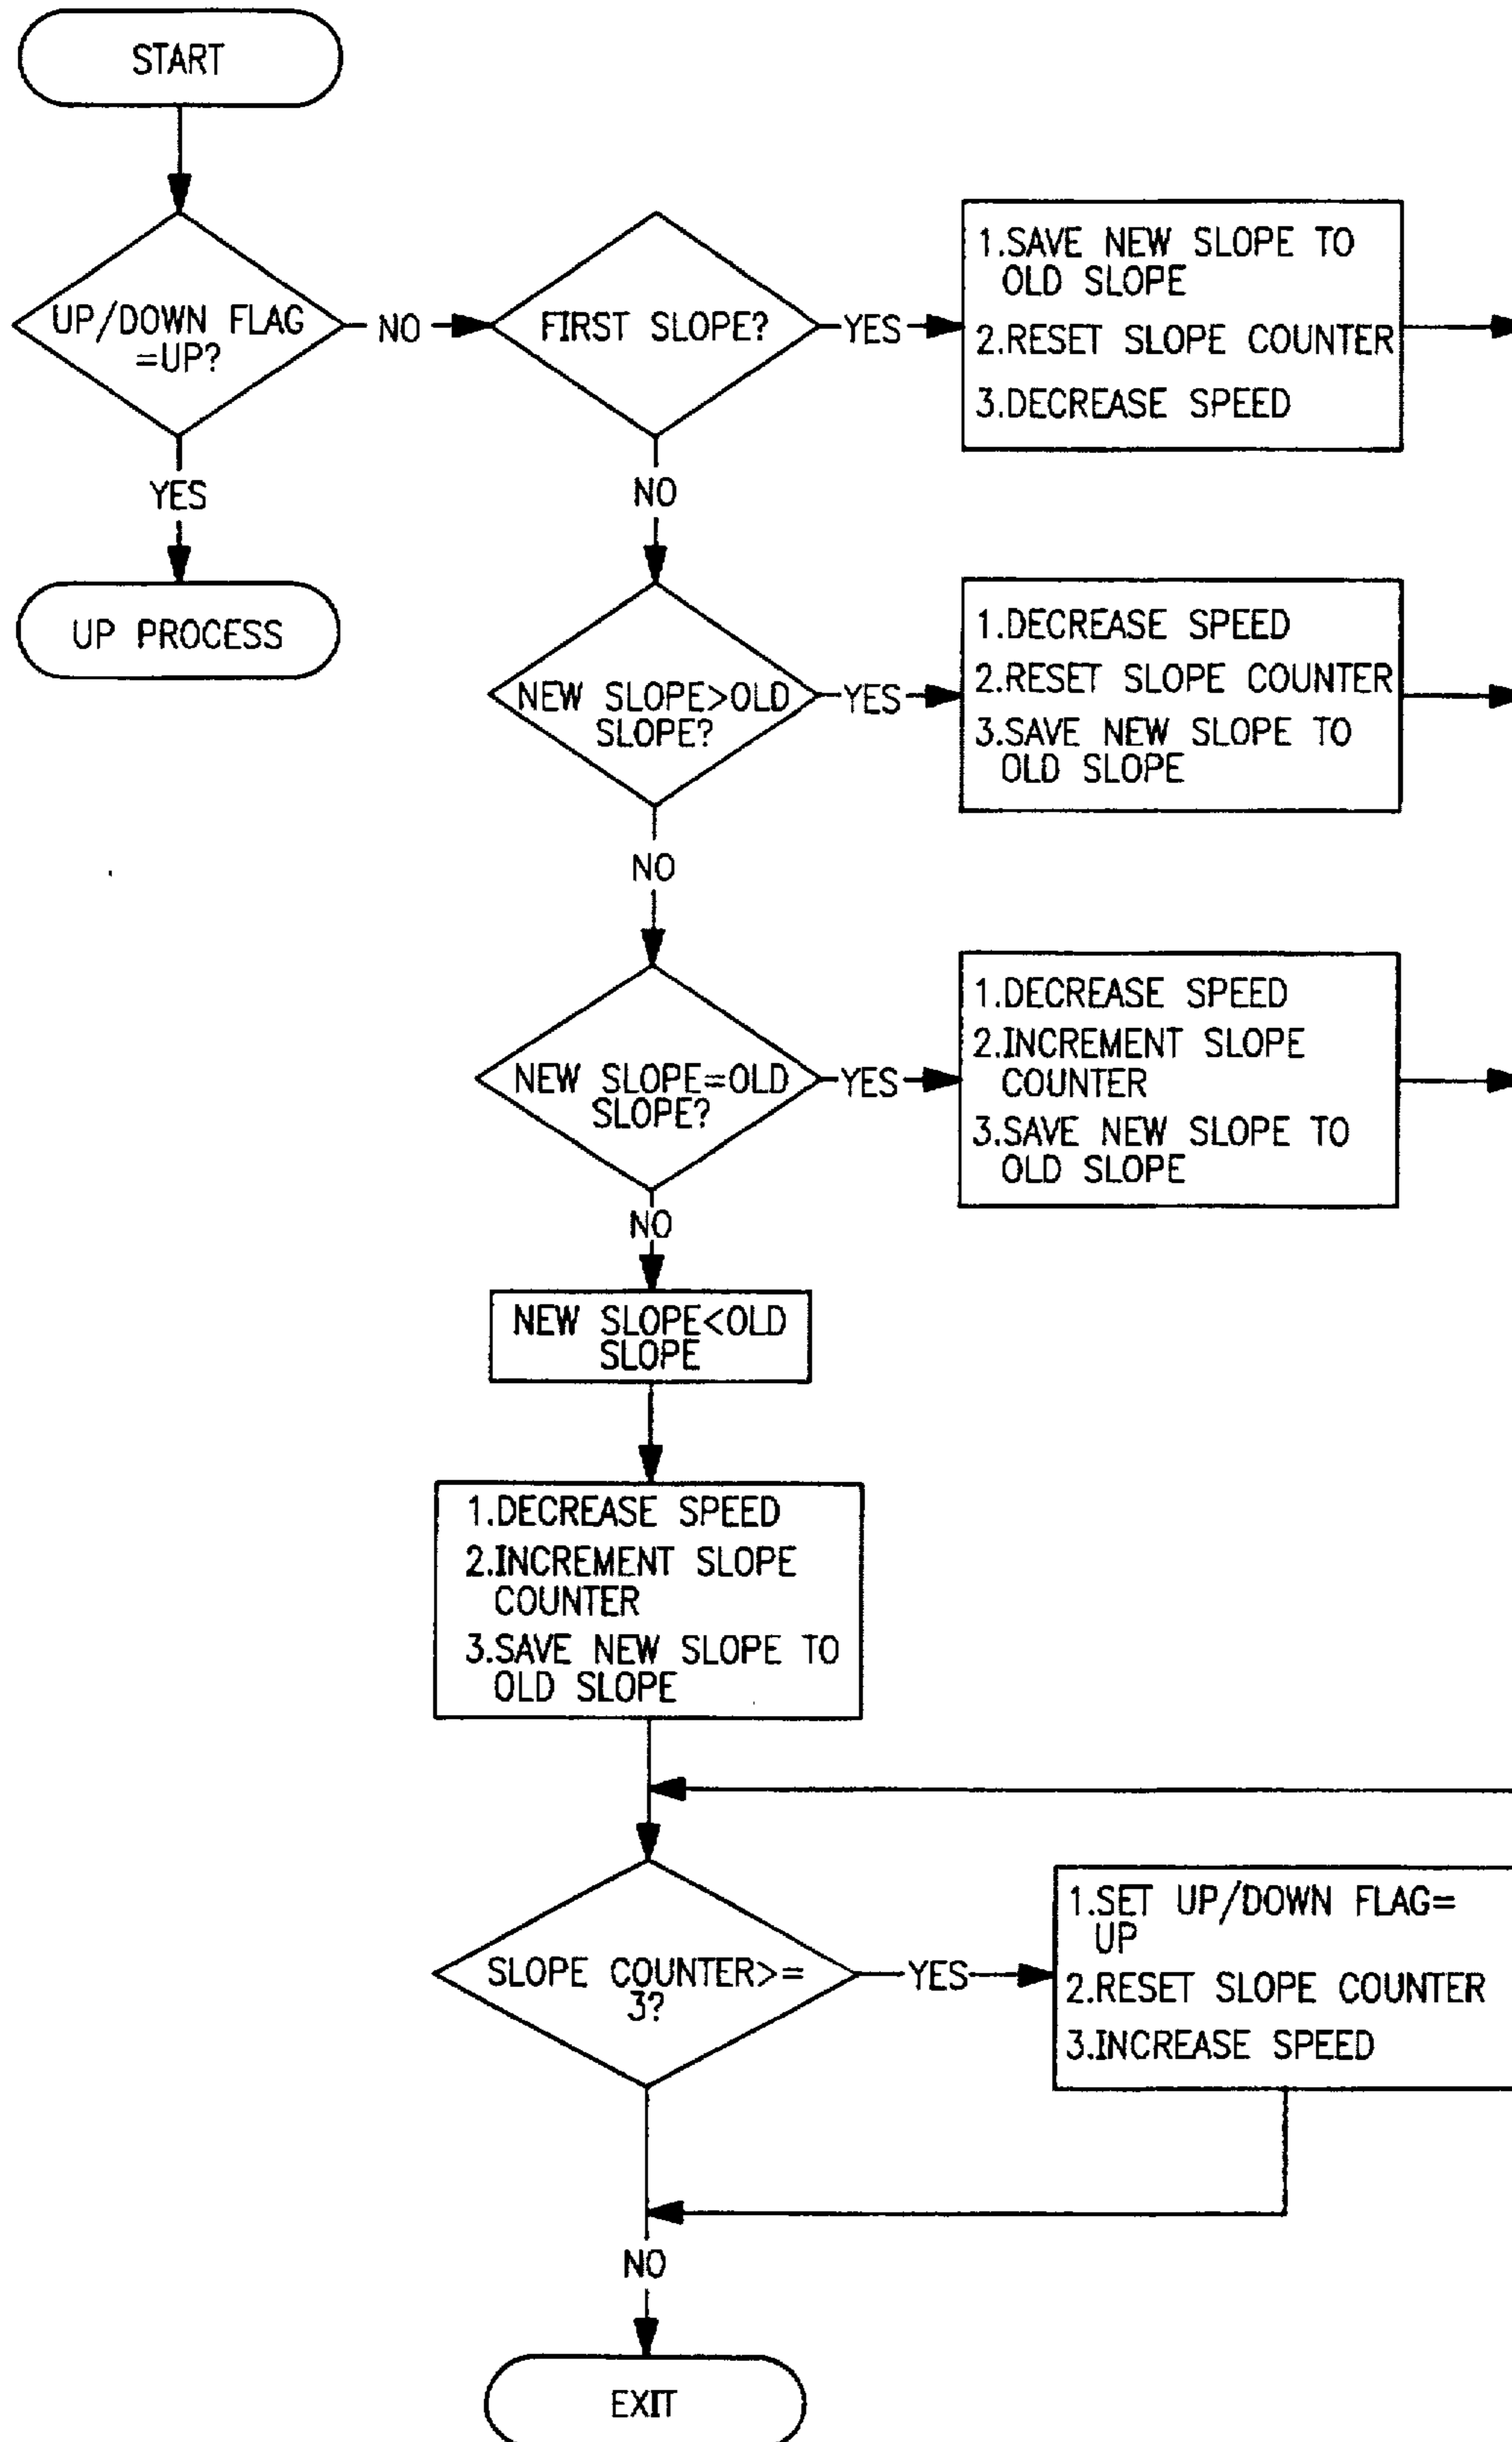 START
UP/DOWN FLAG
=UP?
NO
FIRST SLOPE?
YES
1.SAVE NEW SLOPE TO
OLD SLOPE
2.RESET SLOPE COUNTER
3.DECREASE SPEED
YES
NO
UP PROCESS
NEW SLOPE>OLD
SLOPE?
YES
1.DECREASE SPEED
2.RESET SLOPE COUNTER
3.SAVE NEW SLOPE TO
OLD SLOPE
NO
NEW SLOPE=OLD
SLOPE?
YES
1.DECREASE SPEED
2.INCREMENT SLOPE
COUNTER
3.SAVE NEW SLOPE TO
OLD SLOPE
NO
NEW SLOPE<OLD
SLOPE
1.DECREASE SPEED
2.INCREMENT SLOPE
COUNTER
3.SAVE NEW SLOPE TO
OLD SLOPE
SLOPE COUNTER>=
3?
YES
1.SET UP/DOWN FLAG=
UP
2.RESET SLOPE COUNTER
3.INCREASE SPEED
NO
EXIT